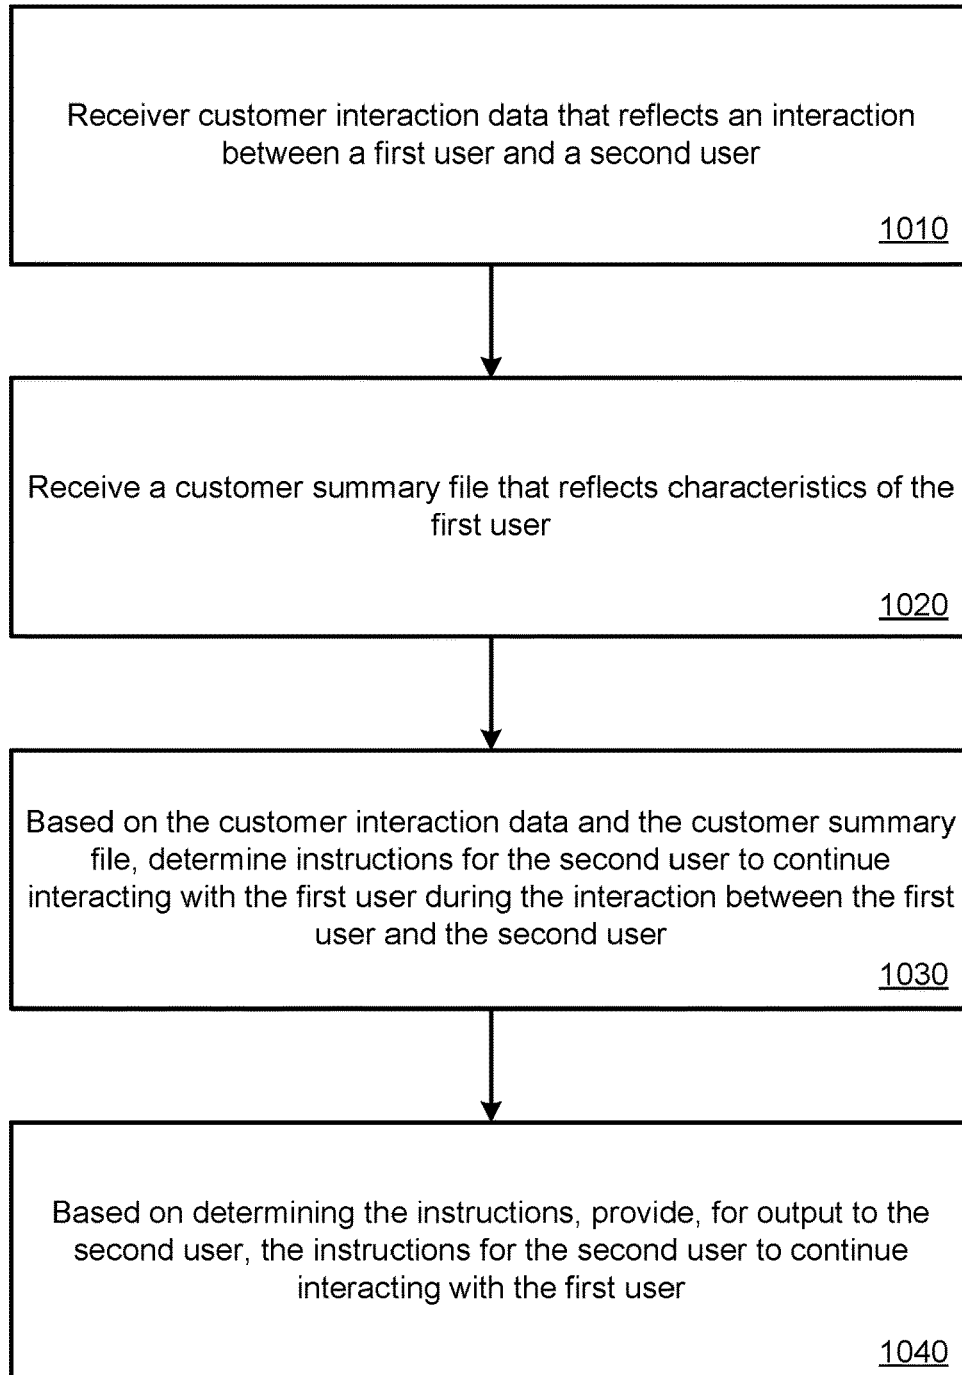 Receiver customer interaction data that reflects an interaction
between a first user and a second user
1010
Receive a customer summary file that reflects characteristics of the
first user
1020
Based on the customer interaction data and the customer summary
file, determine instructions for the second user to continue
interacting with the first user during the interaction between the first
user and the second user
1030
Based on determining the instructions, provide, for output to the
second user, the instructions for the second user to continue
interacting with the first user
1040